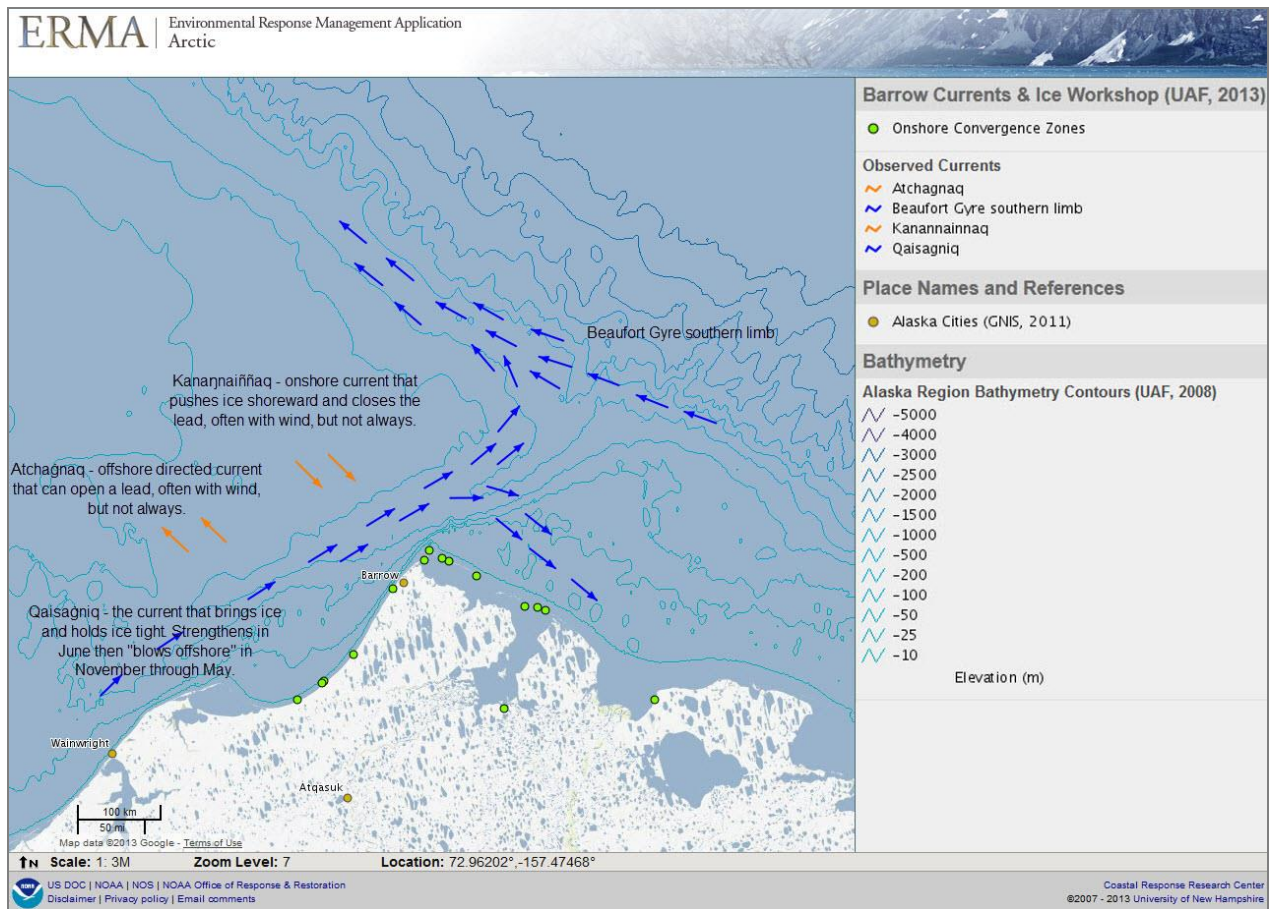 ERMA
Environmental Response Management Application
Arctic
Beaufort Gyre southern limb
Kanaŋnaiññaq - onshore current that
pushes ice shoreward and closes the
lead, often with wind, but not always.
Atchagnaq - offshore directed current
that can open a lead, often with wind,
but not always.
Barrow
Qaisagniq - the current that brings ice
and holds ice tight. Strengthens in
June then "blows offshore" in
November through May.
Wainwright
Atqasuk
100 km
50 mi
Map data ©2013 Google - Terms of Use
Barrow Currents & Ice Workshop (UAF, 2013)
Onshore Convergence Zones
Observed Currents
Atchagnaq
Beaufort Gyre southern limb
Kanannainnaq
Qaisagniq
Place Names and References
Alaska Cities (GNIS, 2011)
Bathymetry
Alaska Region Bathymetry Contours (UAF, 2008)
-5000
-4000
-3000
-2500
-2000
-1500
-1000
-500
-200
-100
-50
-25
-10
Elevation (m)
N Scale: 1: 3M Zoom Level: 7 Location: 72.96202°,-157.47468°
US DOC | NOAA | NOS | NOAA Office of Response & Restoration
Disclaimer | Privacy policy | Email comments
Coastal Response Research Center
©2007 - 2013 University of New Hampshire